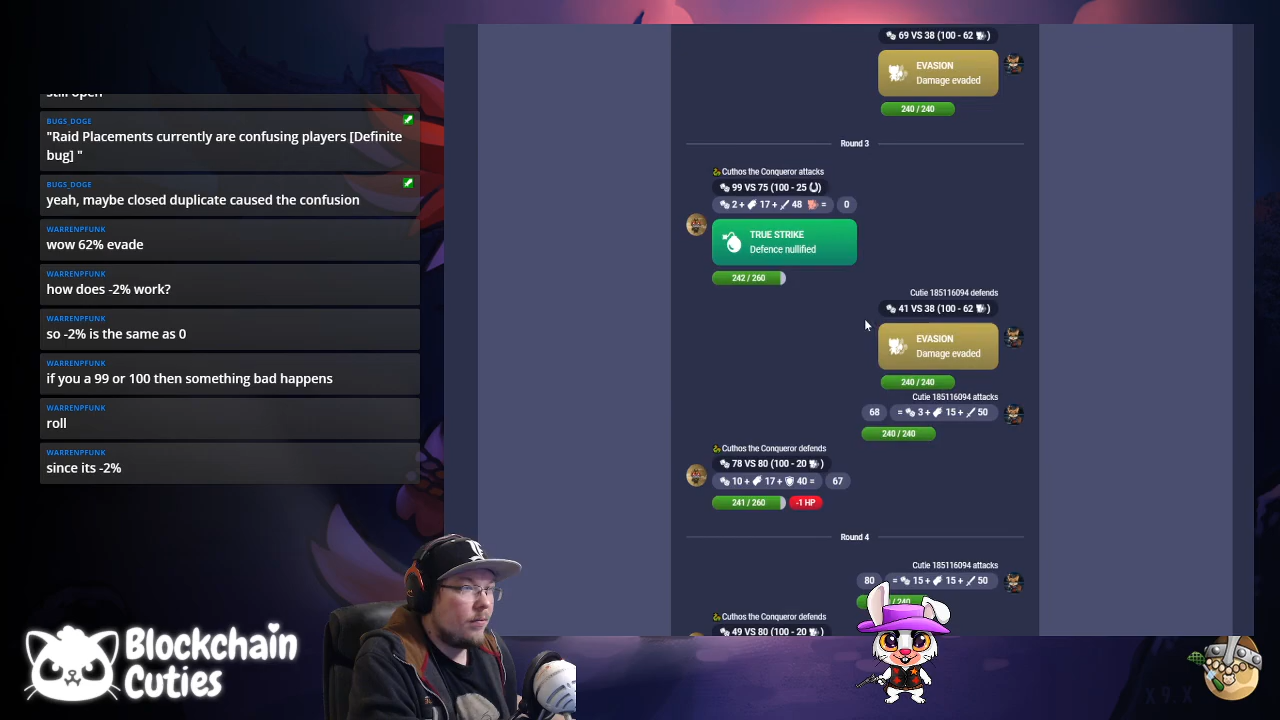 still open
BUGS_DOGE
"Raid Placements currently are confusing players [Definite
bug] "
BUGS_DOGE
yeah, maybe closed duplicate caused the confusion
WARRENPFUNK
wow 62% evade
WARRENPFUNK
how does -2% work?
WARRENPFUNK
so -2% is the same as 0
WARRENPFUNK
if you a 99 or 100 then something bad happens
WARRENPFUNK
roll
WARRENPFUNK
since its -2%
Blockchain
Cuties
69 VS 38 (100 - 62 )
EVASION
Damage evaded
240 / 240
Round 3
Cuthos the Conqueror attacks
99 VS 75 (100 - 25 )
2 + 17 + 48 = 0
TRUE STRIKE
Defence nullified
242 / 260
Cutie 185116094 defends
41 VS 38 (100 - 62 )
EVASION
Damage evaded
240 / 240
Cutie 185116094 attacks
68 = 3 + 15 + 50
240 / 240
Cuthos the Conqueror defends
78 VS 80 (100 - 20 )
10 + 17 + 40 = 67
241 / 260 -1 HP
Round 4
Cutie 185116094 attacks
80 = 15 + 15 + 50
/ 240
Cuthos the Conqueror defends
49 VS 80 (100 - 20 )